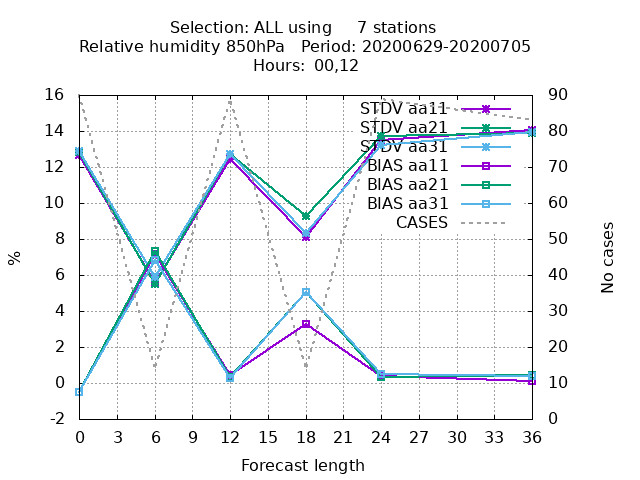 Selection: ALL using 7 stations
Relative humidity 850hPa Period: 20200629-20200705
Hours: 00,12
16 90
14 80
12 70
10 60
8 50
6 40
4 30
2 20
0 10
-2 0
%
No cases
STDV aa11
STDV aa21
STDV aa31
BIAS aa11
BIAS aa21
BIAS aa31
CASES
0 3 6 9 12 15 18 21 24 27 30 33 36
Forecast length